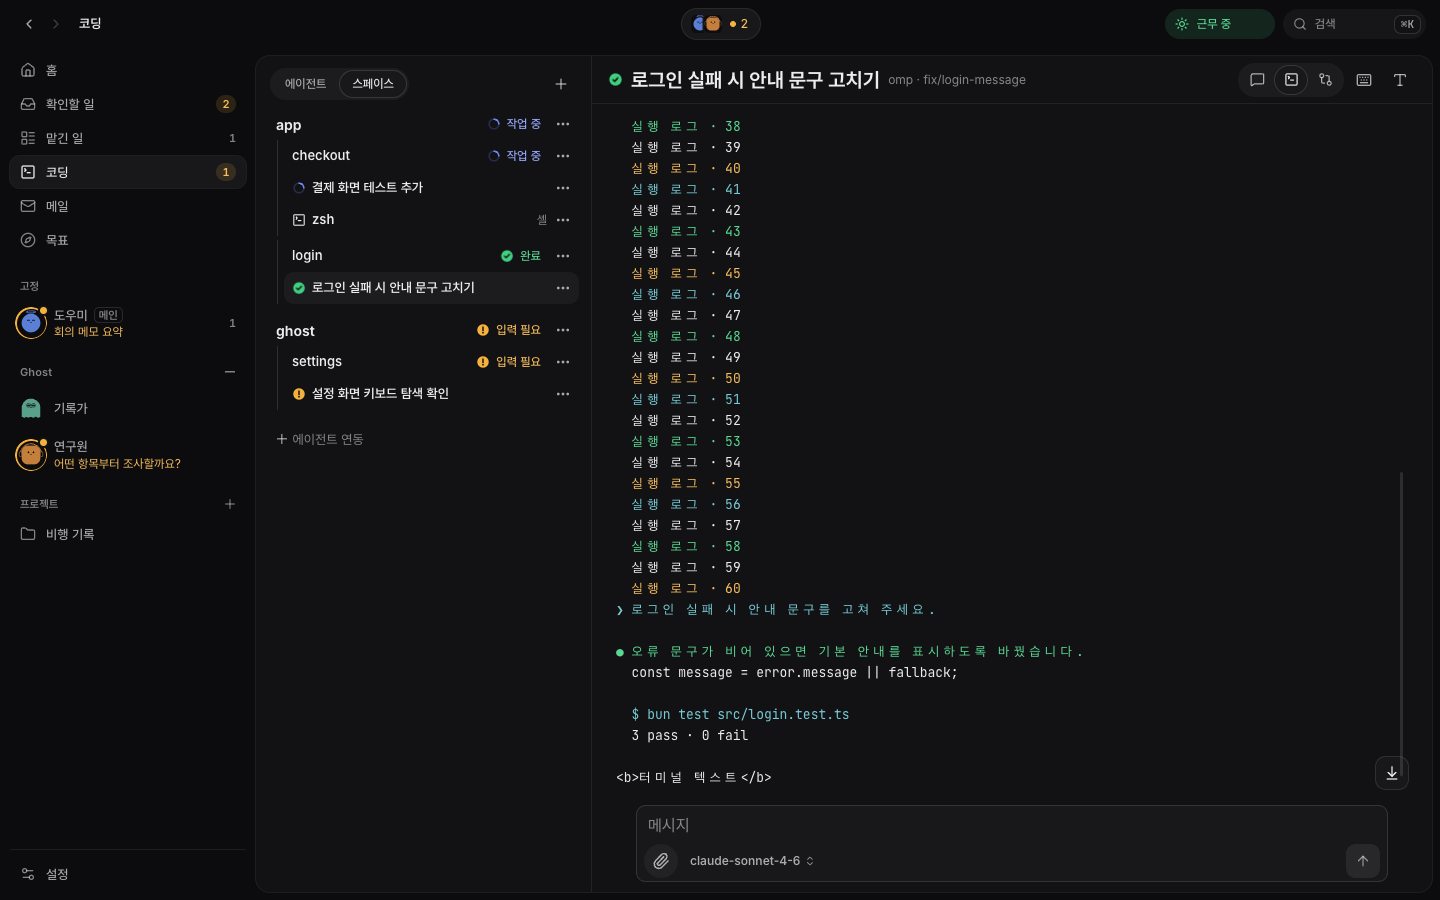 코딩
2
근무 중
검색
⌘K
홈
확인할 일
2
맡긴 일
1
코딩
1
메일
목표
고정
도우미 메인
회의 메모 요약
1
Ghost
기록가
연구원
어떤 항목부터 조사할까요?
프로젝트
비행 기록
설정
에이전트
스페이스
app
작업 중
checkout
작업 중
결제 화면 테스트 추가
zsh
셸
login
완료
로그인 실패 시 안내 문구 고치기
ghost
입력 필요
settings
입력 필요
설정 화면 키보드 탐색 확인
에이전트 연동
로그인 실패 시 안내 문구 고치기
omp · fix/login-message
실행 로그 · 38
실행 로그 · 39
실행 로그 · 40
실행 로그 · 41
실행 로그 · 42
실행 로그 · 43
실행 로그 · 44
실행 로그 · 45
실행 로그 · 46
실행 로그 · 47
실행 로그 · 48
실행 로그 · 49
실행 로그 · 50
실행 로그 · 51
실행 로그 · 52
실행 로그 · 53
실행 로그 · 54
실행 로그 · 55
실행 로그 · 56
실행 로그 · 57
실행 로그 · 58
실행 로그 · 59
실행 로그 · 60
❯ 로그인 실패 시 안내 문구를 고쳐 주세요.
● 오류 문구가 비어 있으면 기본 안내를 표시하도록 바꿨습니다.
const message = error.message || fallback;
$ bun test src/login.test.ts
3 pass · 0 fail
<b>터미널 텍스트</b>
메시지
claude-sonnet-4-6